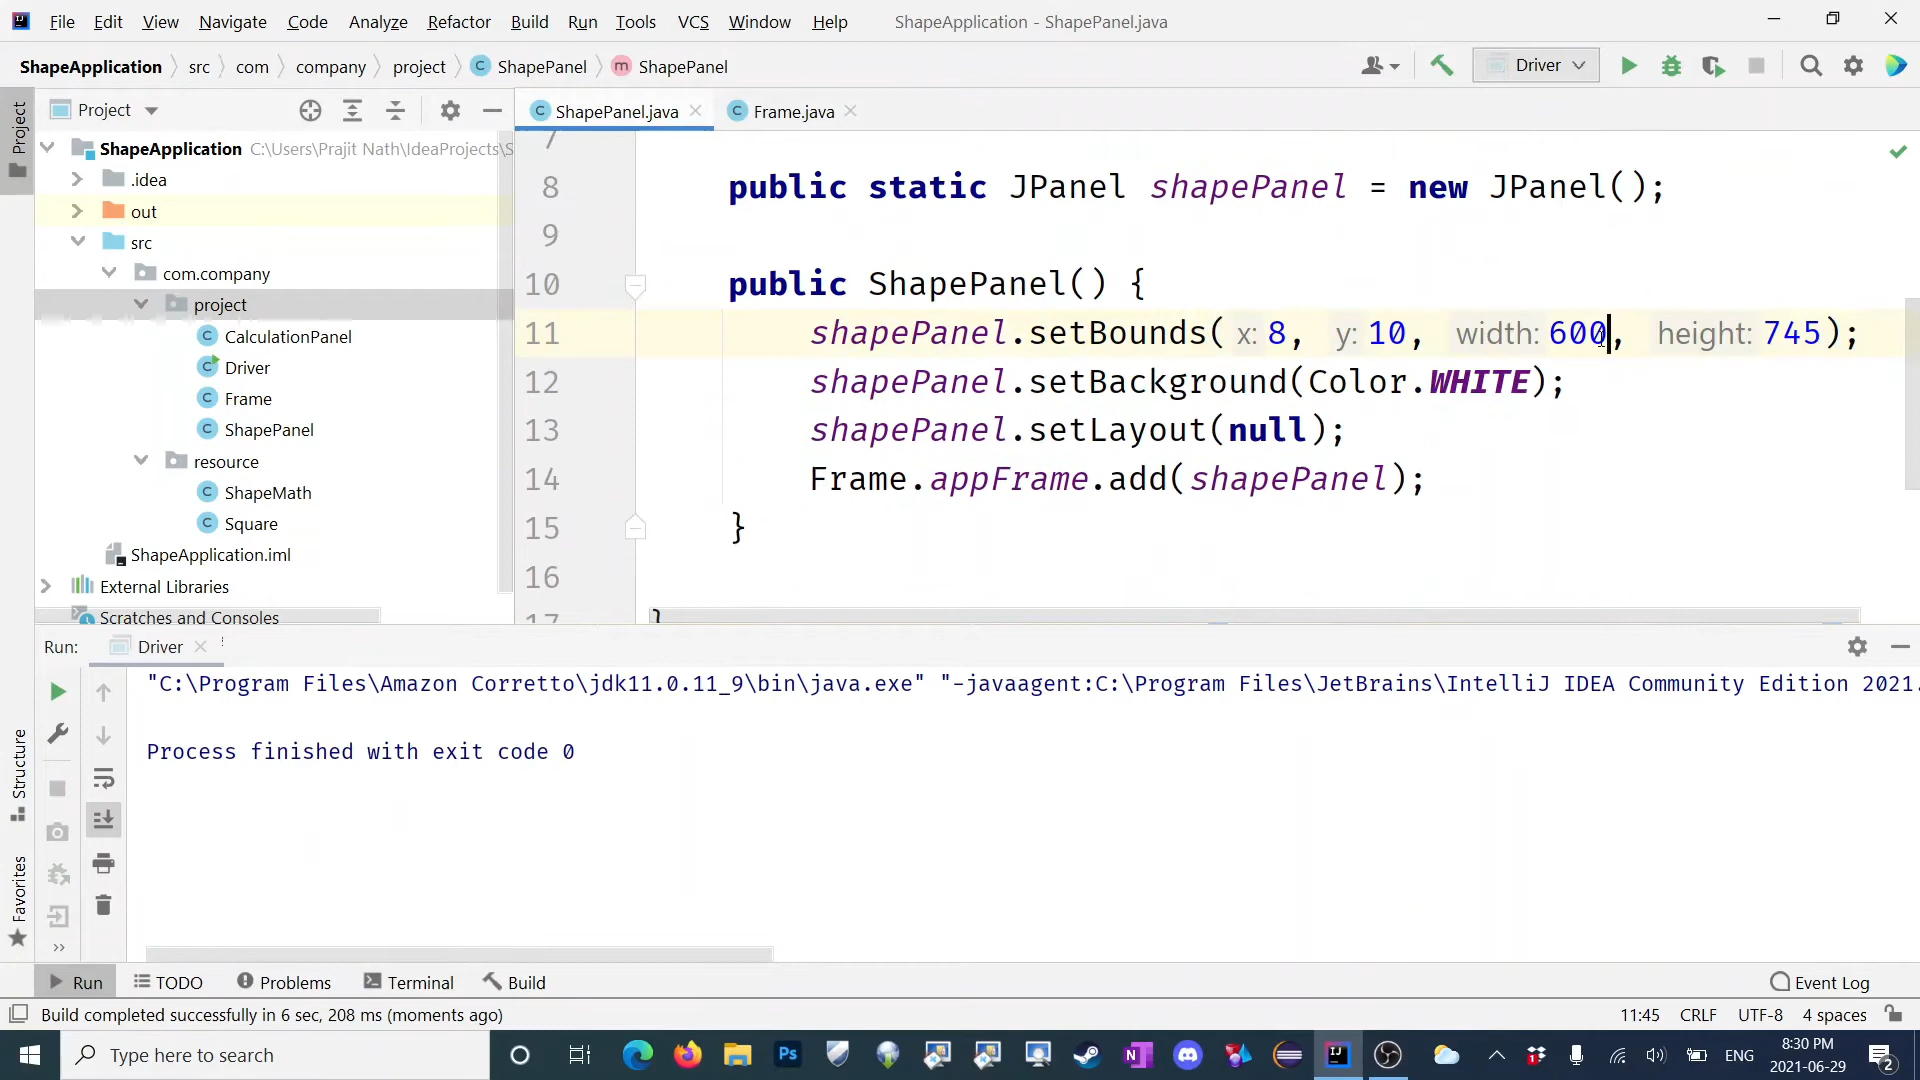 File Edit View Navigate Code Analyze Refactor Build Run Tools VCS Window Help ShapeApplication - ShapePanel.java
ShapeApplication src com company project ShapePanel ShapePanel Driver
Project
Project ShapePanel.java Frame.java
ShapeApplication C:\Users\Prajit Nath\IdeaProjects\S
.idea
out
src
com.company
project
CalculationPanel
Driver
Frame
ShapePanel
resource
ShapeMath
Square
ShapeApplication.iml
External Libraries
Scratches and Consoles
7
8 public static JPanel shapePanel = new JPanel();
9
10 public ShapePanel() {
11 shapePanel.setBounds( x: 8, y: 10, width: 600, height: 745);
12 shapePanel.setBackground(Color.WHITE);
13 shapePanel.setLayout(null);
14 Frame.appFrame.add(shapePanel);
15 }
16
17 }
Run: Driver
"C:\Program Files\Amazon Corretto\jdk11.0.11_9\bin\java.exe" "-javaagent:C:\Program Files\JetBrains\IntelliJ IDEA Community Edition 2021.
Process finished with exit code 0
Structure
Favorites
Run TODO Problems Terminal Build Event Log
Build completed successfully in 6 sec, 208 ms (moments ago) 11:45 CRLF UTF-8 4 spaces
Type here to search ENG 8:30 PM
2021-06-29 2